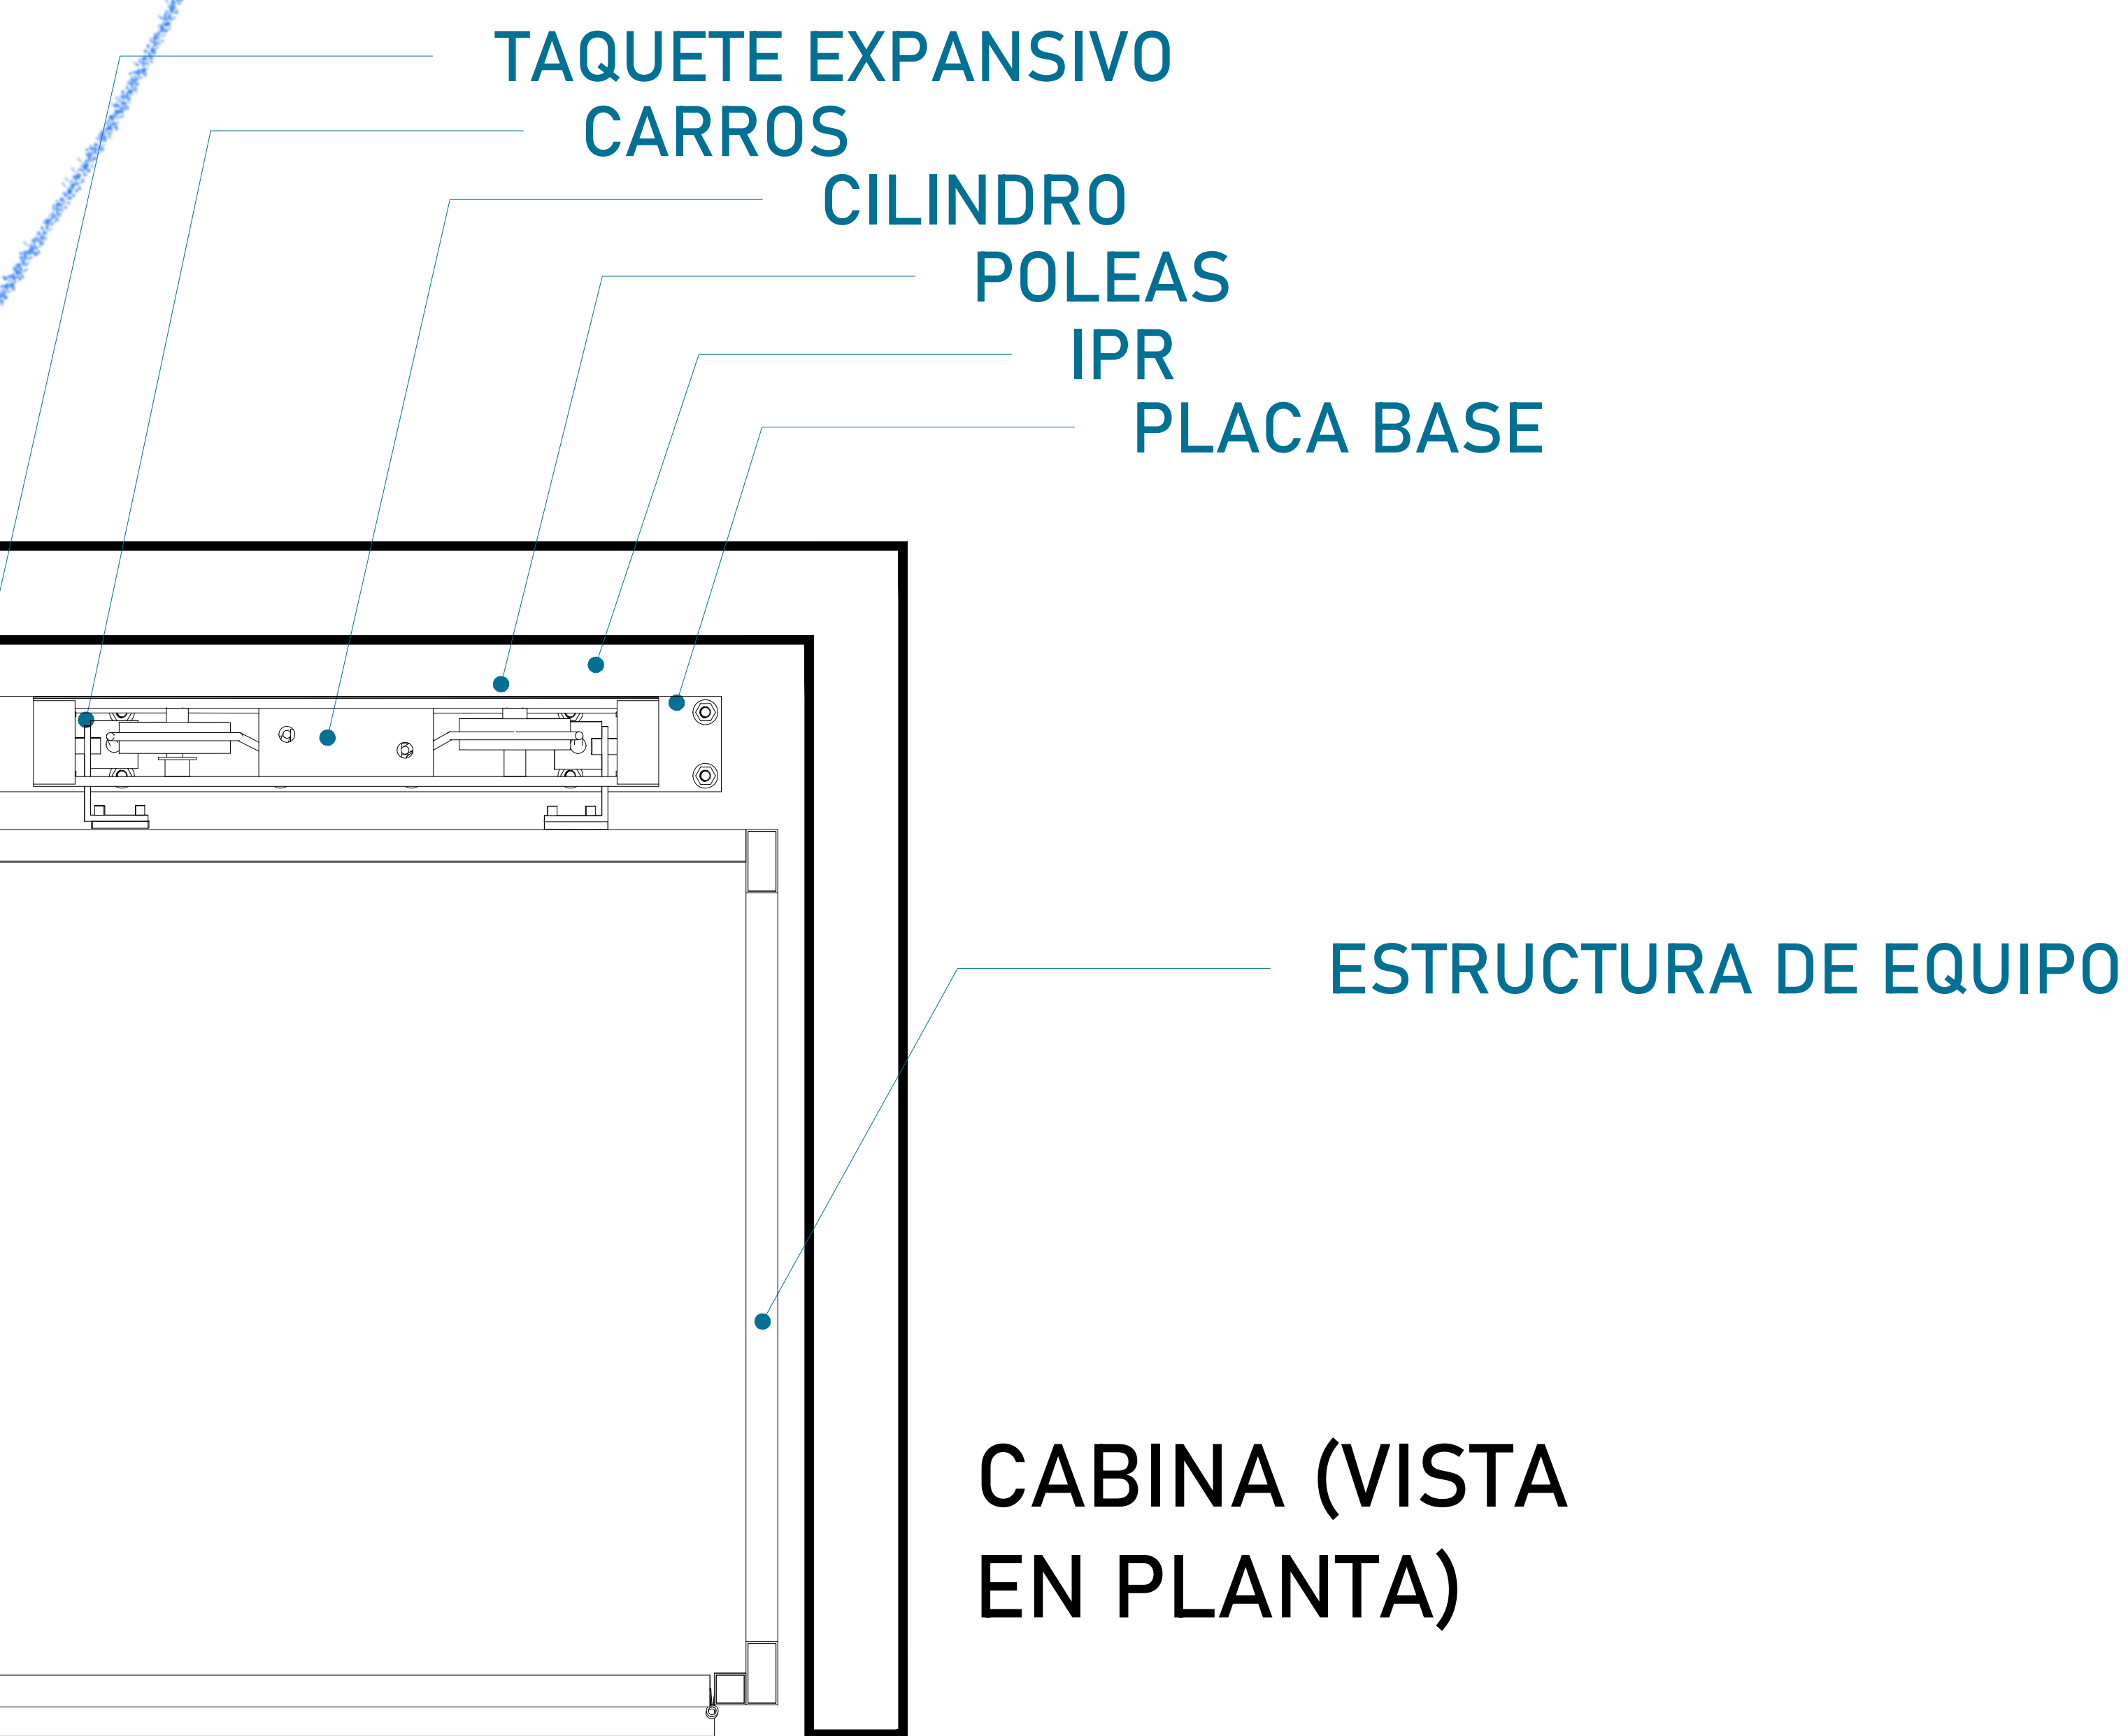 TAQUETE EXPANSIVO
CARROS
CILINDRO
POLEAS
IPR
PLACA BASE
ESTRUCTURA DE EQUIPO
CABINA (VISTA
EN PLANTA)